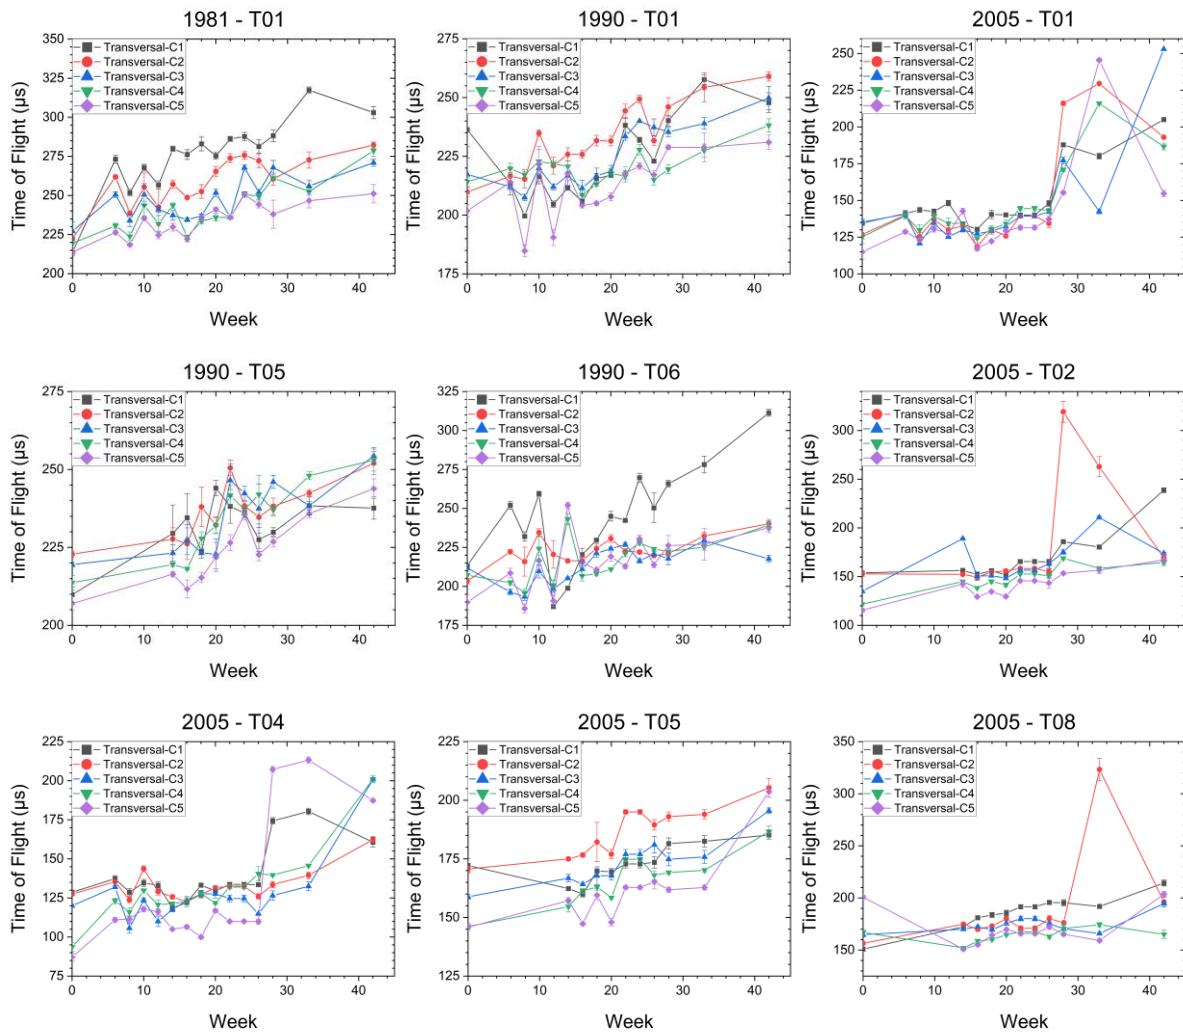 1981 - T01
350
325
300
275
250
225
200
Time of Flight (μs)
Transversal-C1
Transversal-C2
Transversal-C3
Transversal-C4
Transversal-C5
0 10 20 30 40
Week
1990 - T01
275
250
225
200
175
Time of Flight (μs)
Transversal-C1
Transversal-C2
Transversal-C3
Transversal-C4
Transversal-C5
0 10 20 30 40
Week
2005 - T01
250
225
200
175
150
125
100
Time of Flight (μs)
Transversal-C1
Transversal-C2
Transversal-C3
Transversal-C4
Transversal-C5
0 10 20 30 40
Week
1990 - T05
275
250
225
200
Time of Flight (μs)
Transversal-C1
Transversal-C2
Transversal-C3
Transversal-C4
Transversal-C5
0 10 20 30 40
Week
1990 - T06
325
300
275
250
225
200
175
Time of Flight (μs)
Transversal-C1
Transversal-C2
Transversal-C3
Transversal-C4
Transversal-C5
0 10 20 30 40
Week
2005 - T02
300
250
200
150
100
Time of Flight (μs)
Transversal-C1
Transversal-C2
Transversal-C3
Transversal-C4
Transversal-C5
0 10 20 30 40
Week
2005 - T04
225
200
175
150
125
100
75
Time of Flight (μs)
Transversal-C1
Transversal-C2
Transversal-C3
Transversal-C4
Transversal-C5
0 10 20 30 40
Week
2005 - T05
225
200
175
150
125
Time of Flight (μs)
Transversal-C1
Transversal-C2
Transversal-C3
Transversal-C4
Transversal-C5
0 10 20 30 40
Week
2005 - T08
350
300
250
200
150
Time of Flight (μs)
Transversal-C1
Transversal-C2
Transversal-C3
Transversal-C4
Transversal-C5
0 10 20 30 40
Week